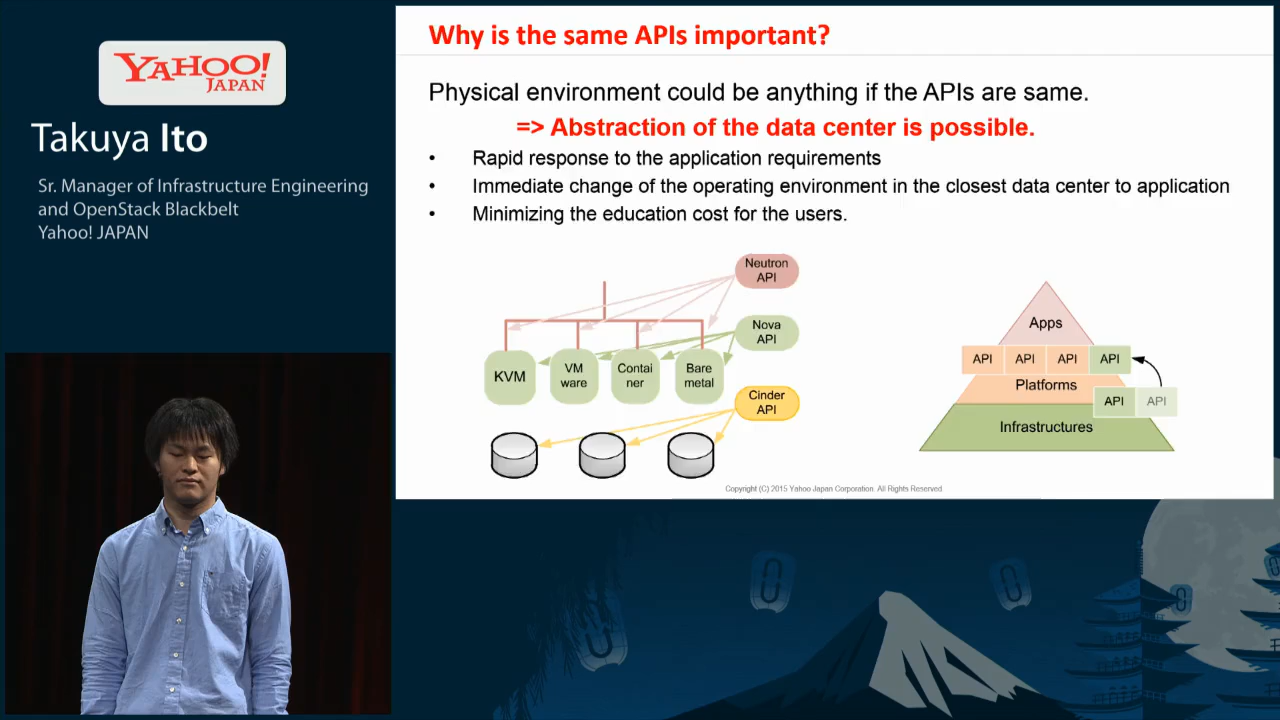 YAHOO!
JAPAN
Takuya Ito
Sr. Manager of Infrastructure Engineering
and OpenStack Blackbelt
Yahoo! JAPAN
Why is the same APIs important?
Physical environment could be anything if the APIs are same.
=> Abstraction of the data center is possible.
• Rapid response to the application requirements
• Immediate change of the operating environment in the closest data center to application
• Minimizing the education cost for the users.
Neutron
API
Nova
API
KVM
VM
ware
Contai
ner
Bare
metal
Cinder
API
Apps
API API API API
Platforms
API API
Infrastructures
Copyright (C) 2015 Yahoo Japan Corporation. All Rights Reserved